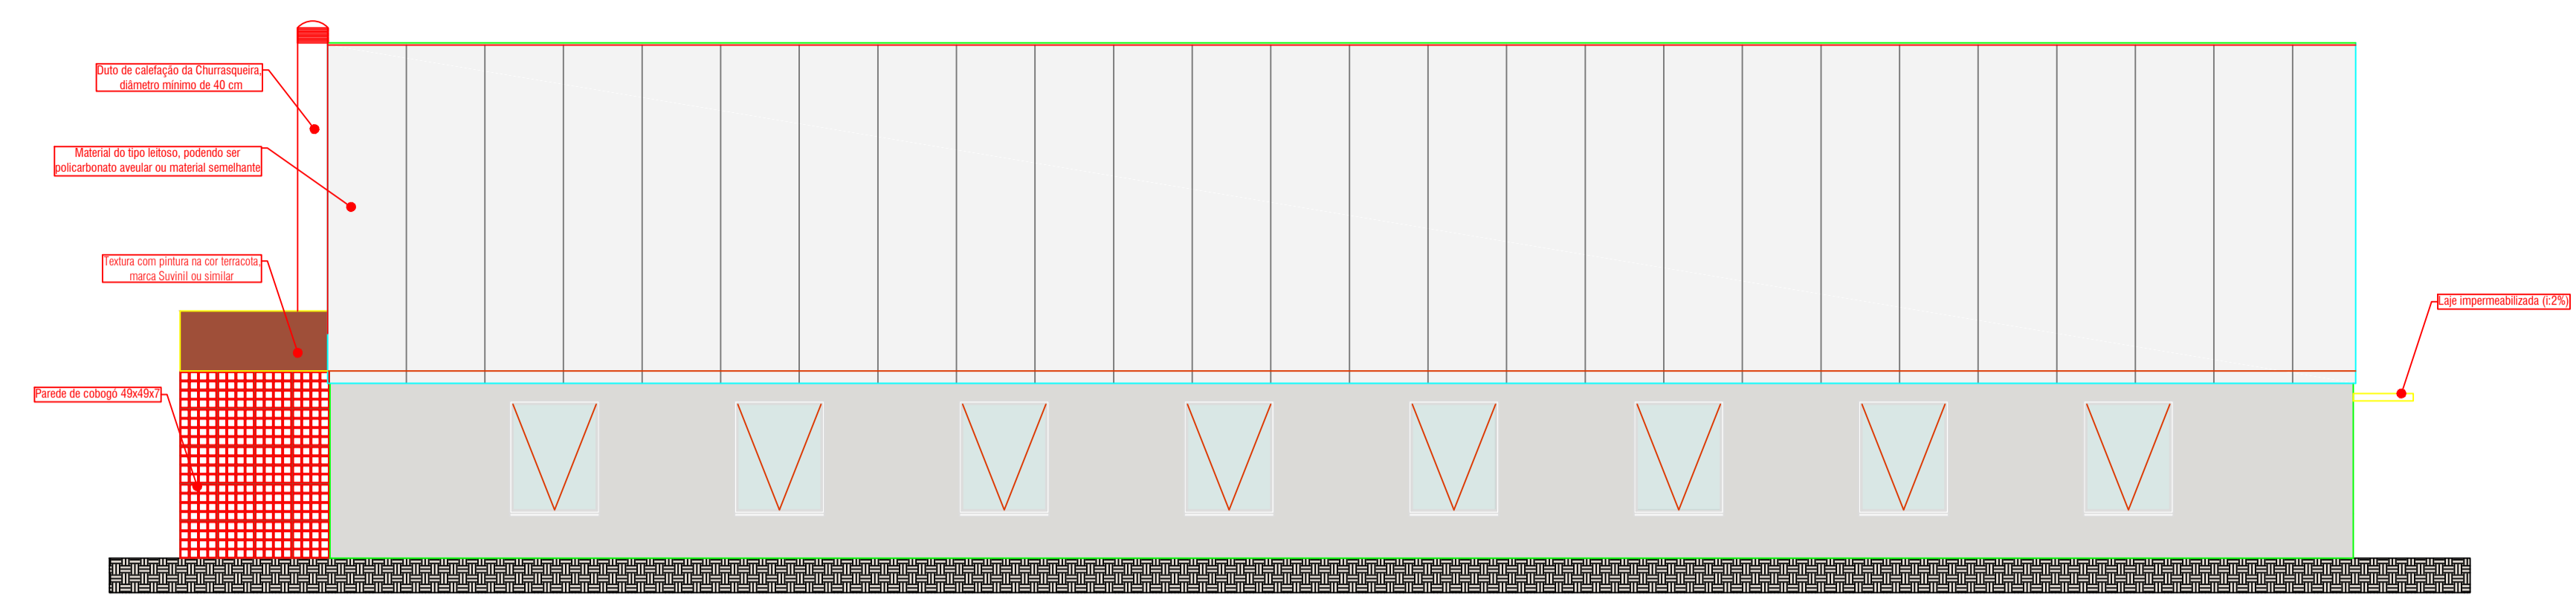 Duto de calefação da Churrasqueira,
diâmetro mínimo de 40 cm
Material do tipo leitoso, podendo ser
policarbonato aveular ou material semelhante
Textura com pintura na cor terracota,
marca Suvinil ou similar
Parede de cobogó 49x49x7
Laje impermeabilizada (i:2%)